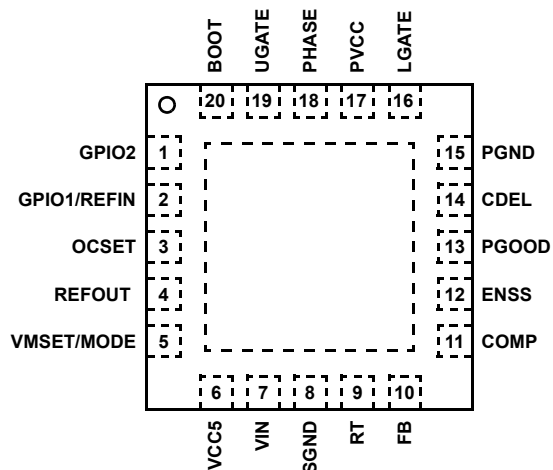 BOOT UGATE PHASE PVCC LGATE
20 19 18 17 16
GPIO2 1 15 PGND
GPIO1/REFIN 2 14 CDEL
OCSET 3 13 PGOOD
REFOUT 4 12 ENSS
VMSET/MODE 5 11 COMP
6 7 8 9 10
VCC5 VIN SGND RT FB